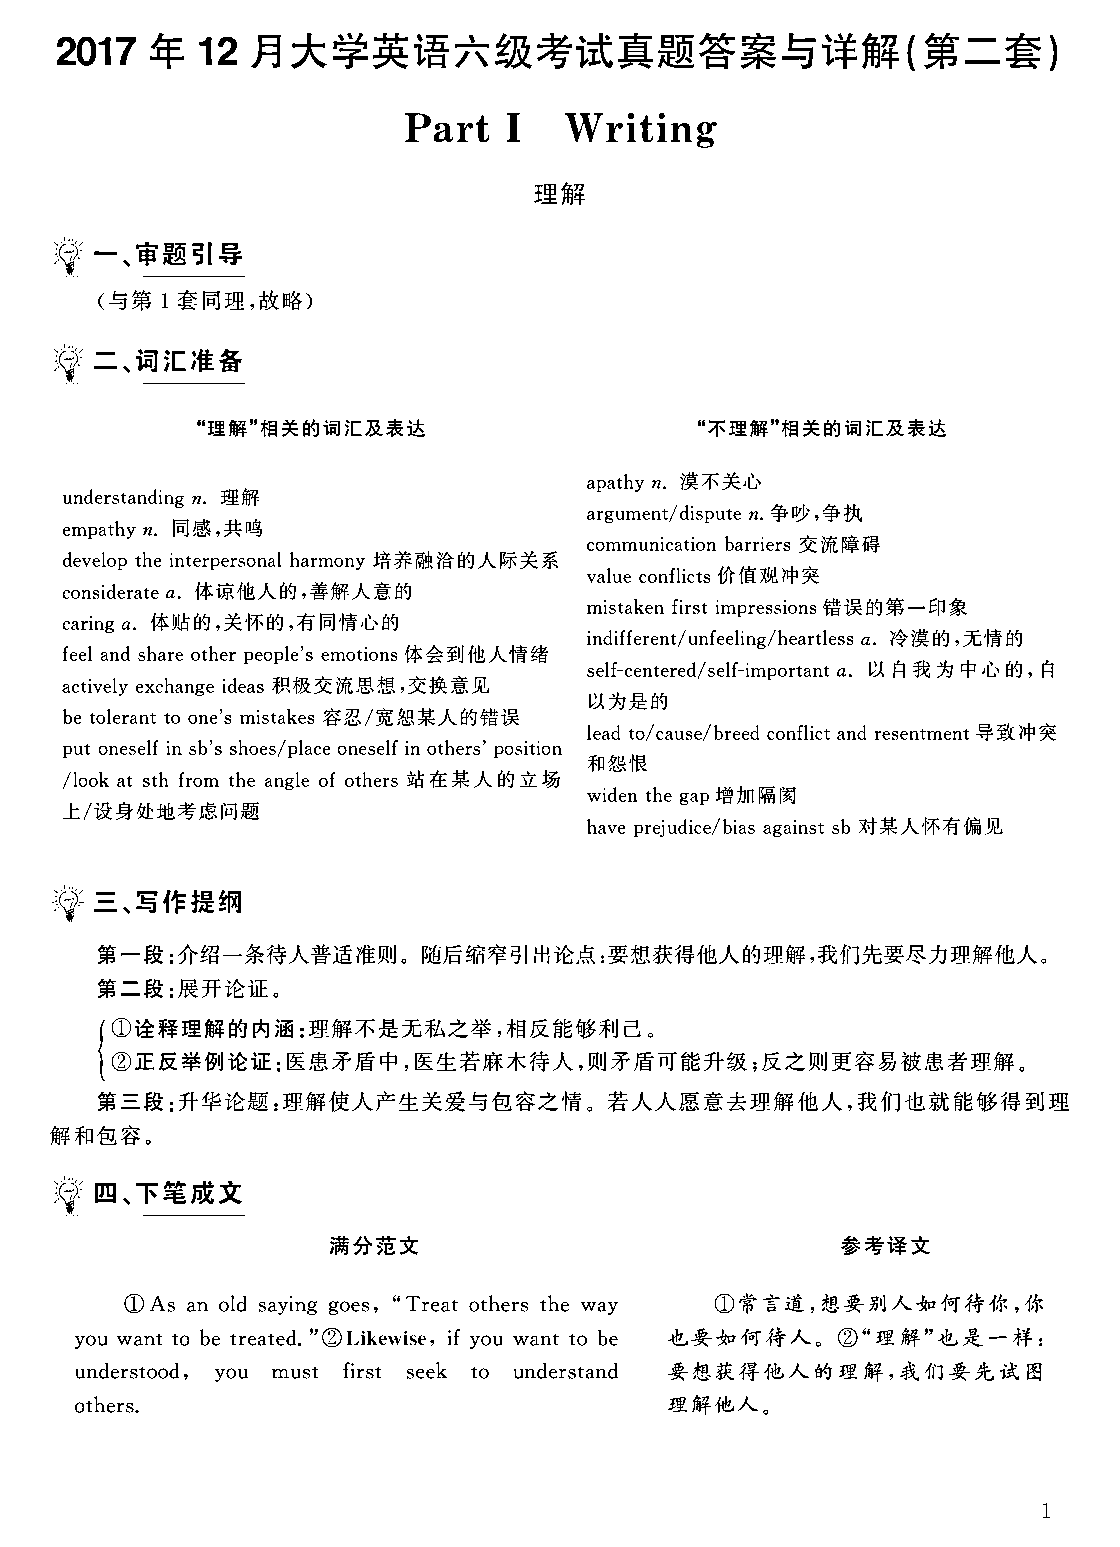 2017 年 12 月大学英语六级考试真题答案与详解(第二套)
Part I Writing
理解
一、审题引导
(与第 1 套同理,故略)
二、词汇准备
“理解”相关的词汇及表达
understanding n. 理解
empathy n. 同感,共鸣
develop the interpersonal harmony 培养融洽的人际关系
considerate a. 体谅他人的,善解人意的
caring a. 体贴的,关怀的,有同情心的
feel and share other people's emotions 体会到他人情绪
actively exchange ideas 积极交流思想,交换意见
be tolerant to one's mistakes 容忍/宽恕某人的错误
put oneself in sb's shoes/place oneself in others' position
/look at sth from the angle of others 站在某人的立场
上/设身处地考虑问题
“不理解”相关的词汇及表达
apathy n. 漠不关心
argument/dispute n. 争吵,争执
communication barriers 交流障碍
value conflicts 价值观冲突
mistaken first impressions 错误的第一印象
indifferent/unfeeling/heartless a. 冷漠的,无情的
self-centered/self-important a. 以自我为中心的,自
以为是的
lead to/cause/breed conflict and resentment 导致冲突
和怨恨
widen the gap 增加隔阂
have prejudice/bias against sb 对某人怀有偏见
三、写作提纲
第一段:介绍一条待人普适准则。随后缩窄引出论点:要想获得他人的理解,我们先要尽力理解他人。
第二段:展开论证。
①诠释理解的内涵:理解不是无私之举,相反能够利己。
②正反举例论证:医患矛盾中,医生若麻木待人,则矛盾可能升级;反之则更容易被患者理解。
第三段:升华论题:理解使人产生关爱与包容之情。若人人愿意去理解他人,我们也就能够得到理
解和包容。
四、下笔成文
满分范文
①As an old saying goes, “Treat others the way
you want to be treated.”②Likewise, if you want to be
understood, you must first seek to understand
others.
参考译文
①常言道,想要别人如何待你,你
也要如何待人。②“理解”也是一样:
要想获得他人的理解,我们要先试图
理解他人。
1